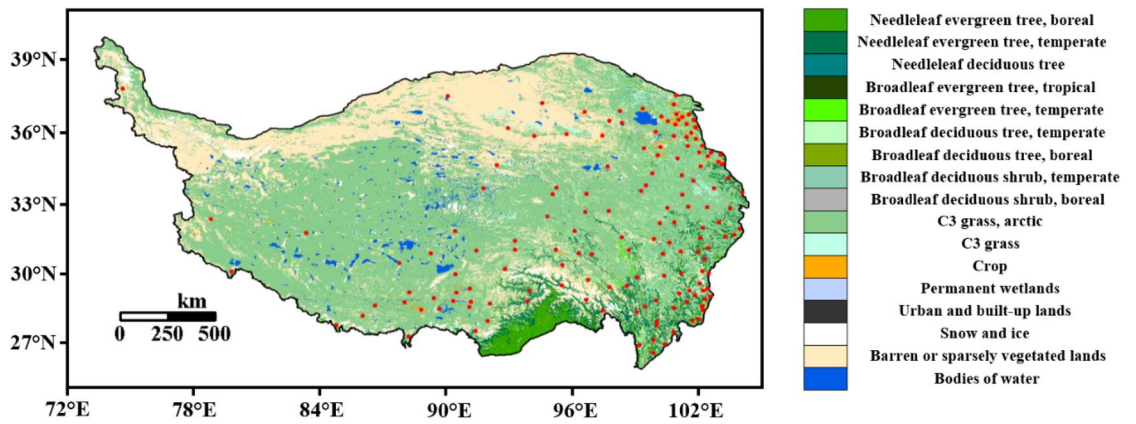 39°N
36°N
33°N
30°N
27°N
km
0 250 500
72°E 78°E 84°E 90°E 96°E 102°E
Needleleaf evergreen tree, boreal
Needleleaf evergreen tree, temperate
Needleleaf deciduous tree
Broadleaf evergreen tree, tropical
Broadleaf evergreen tree, temperate
Broadleaf deciduous tree, temperate
Broadleaf deciduous tree, boreal
Broadleaf deciduous shrub, temperate
Broadleaf deciduous shrub, boreal
C3 grass, arctic
C3 grass
Crop
Permanent wetlands
Urban and built-up lands
Snow and ice
Barren or sparsely vegetated lands
Bodies of water